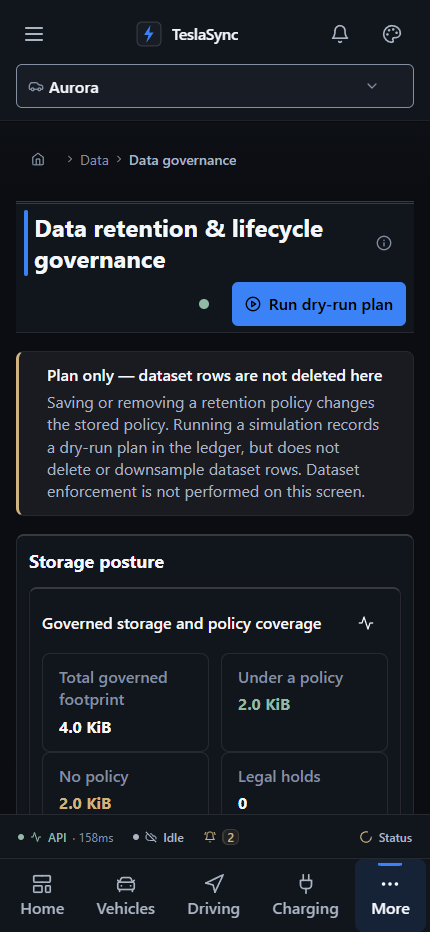 TeslaSync
Aurora
Data
Data governance
Data retention & lifecycle
governance
Run dry-run plan
Plan only — dataset rows are not deleted here
Saving or removing a retention policy changes
the stored policy. Running a simulation records
a dry-run plan in the ledger, but does not
delete or downsample dataset rows. Dataset
enforcement is not performed on this screen.
Storage posture
Governed storage and policy coverage
Total governed
footprint
4.0 KiB
Under a policy
2.0 KiB
No policy
2.0 KiB
Legal holds
0
API · 158ms
Idle
2
Status
Home
Vehicles
Driving
Charging
More